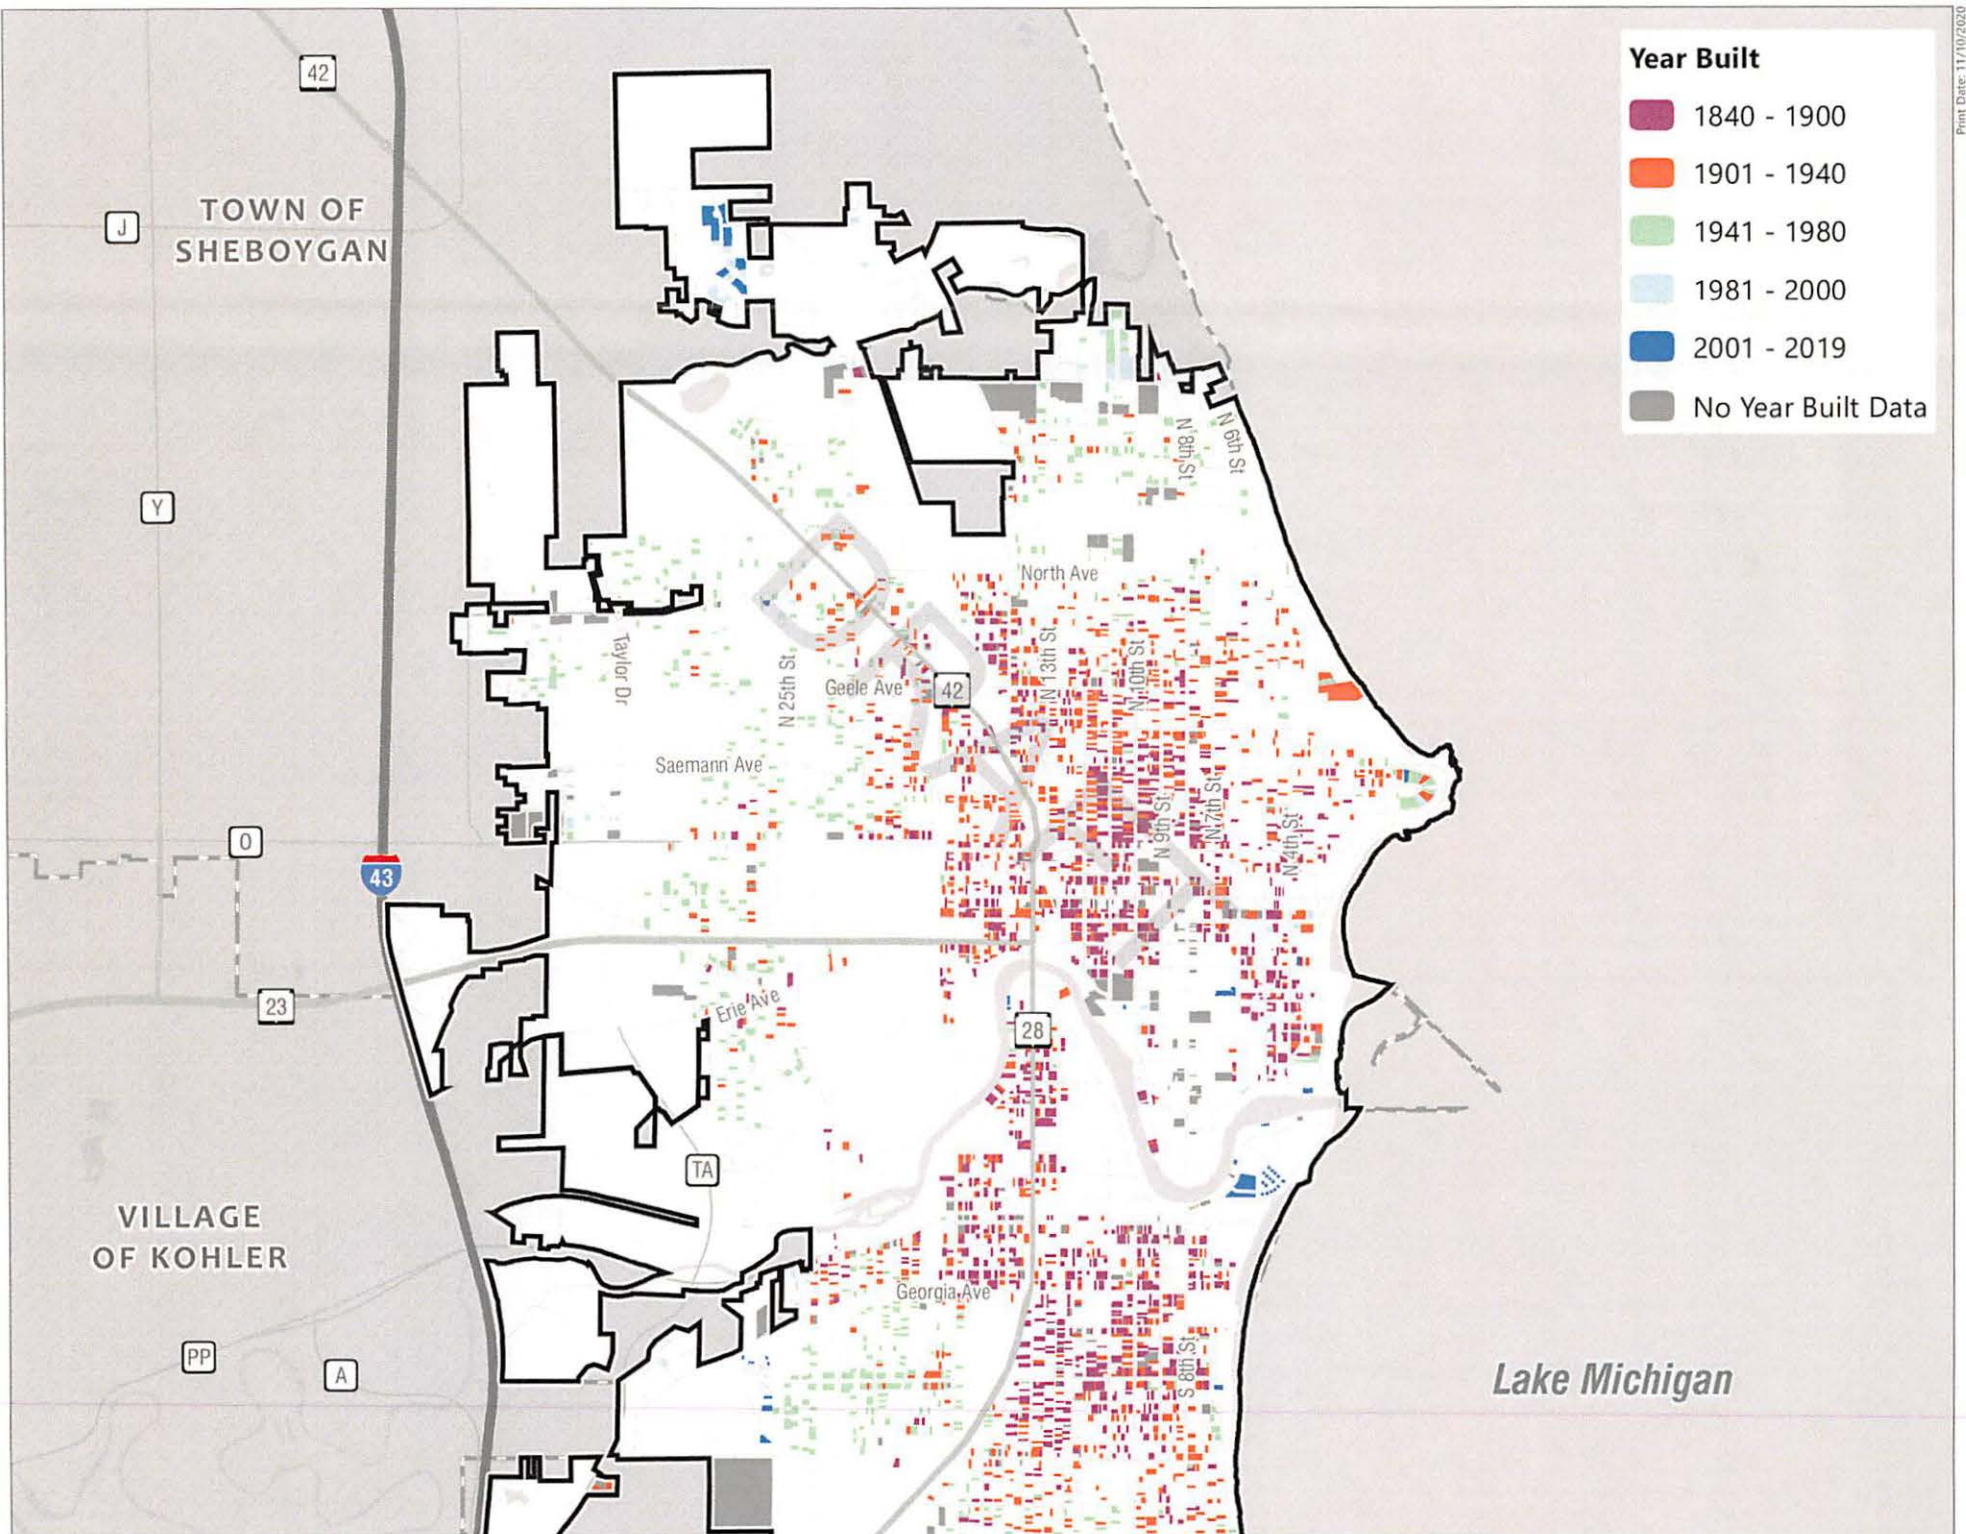 Print Date: 11/10/2020
Year Built
1840 - 1900
1901 - 1940
1941 - 1980
1981 - 2000
2001 - 2019
No Year Built Data
42
TOWN OF
SHEBOYGAN
J
Y
N 8th St
N 6th St
North Ave
Taylor Dr
N 25th St
Geele Ave
42
N 13th St
N 10th St
Saemann Ave
N 9th St
N 7th St
N 4th St
DRAFT
O
43
23
Erie Ave
28
TA
VILLAGE
OF KOHLER
Georgia Ave
PP
A
S 8th St
Lake Michigan